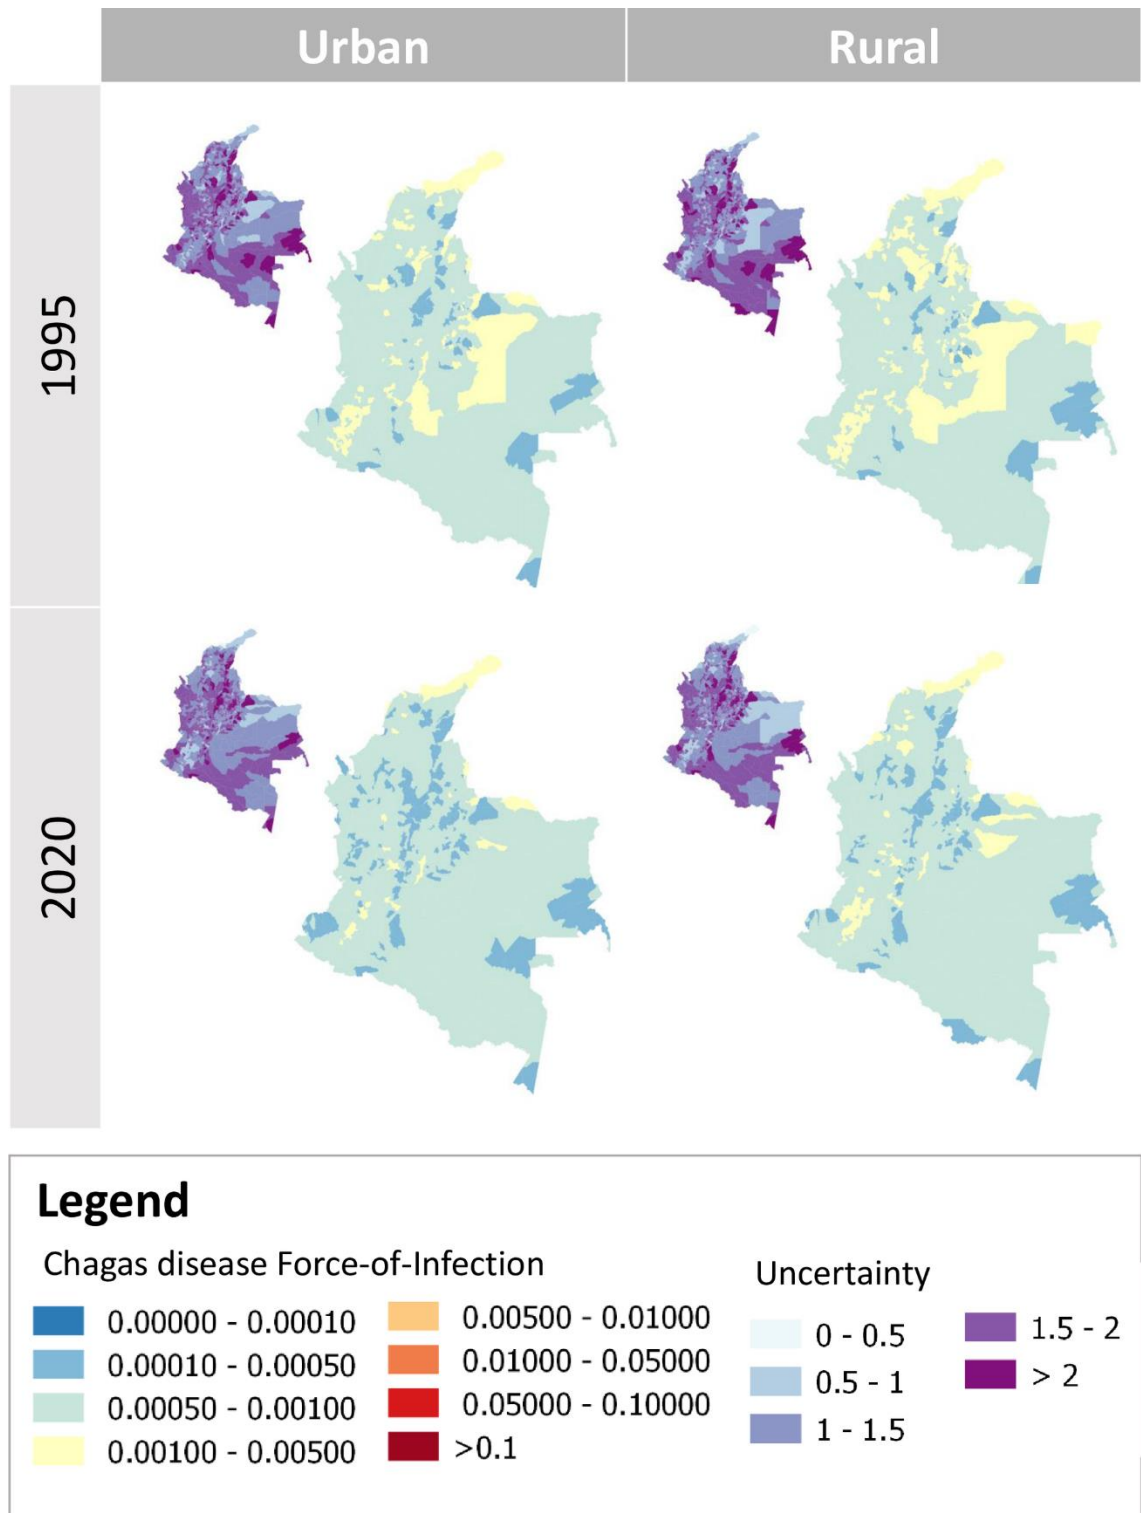 Urban
Rural
1995
2020
Legend
Chagas disease Force-of-Infection
0.00000 - 0.00010
0.00010 - 0.00050
0.00050 - 0.00100
0.00100 - 0.00500
0.00500 - 0.01000
0.01000 - 0.05000
0.05000 - 0.10000
>0.1
Uncertainty
0 - 0.5
0.5 - 1
1 - 1.5
1.5 - 2
> 2